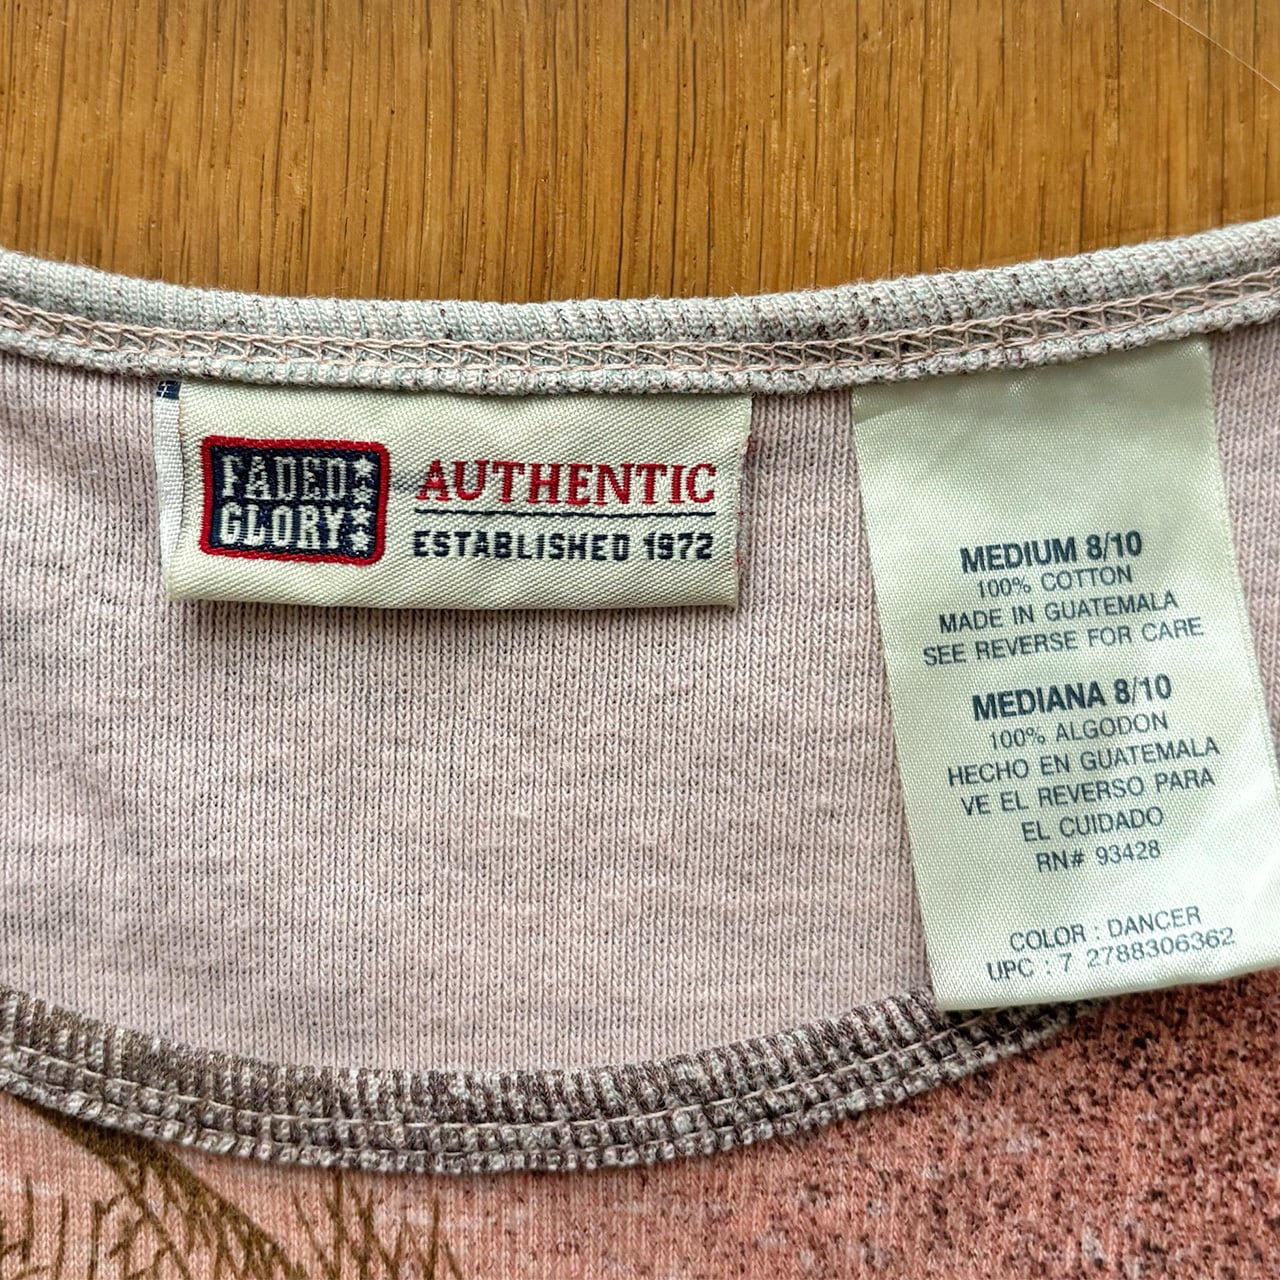 FADED
GLORY
AUTHENTIC
ESTABLISHED 1972
MEDIUM 8/10
100% COTTON
MADE IN GUATEMALA
SEE REVERSE FOR CARE
MEDIANA 8/10
100% ALGODON
HECHO EN GUATEMALA
VE EL REVERSO PARA
EL CUIDADO
RN# 93428
COLOR : DANCER
UPC : 7 2788306362